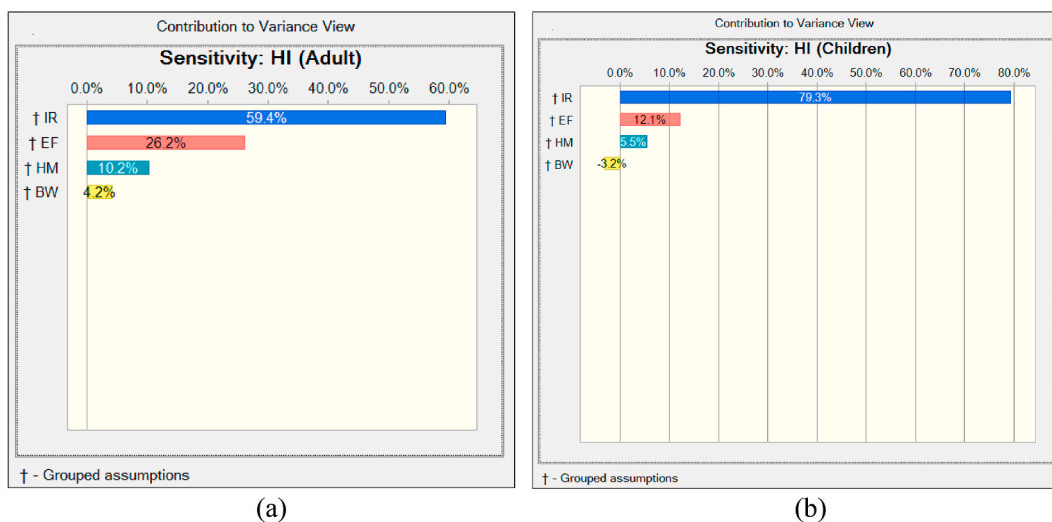 Contribution to Variance View
Sensitivity: HI (Adult)
0.0% 10.0% 20.0% 30.0% 40.0% 50.0% 60.0%
† IR 59.4%
† EF 26.2%
† HM 10.2%
† BW 4.2%
† - Grouped assumptions
(a)
Contribution to Variance View
Sensitivity: HI (Children)
0.0% 10.0% 20.0% 30.0% 40.0% 50.0% 60.0% 70.0% 80.0%
† IR 79.3%
† EF 12.1%
† HM 5.5%
† BW -3.2%
† - Grouped assumptions
(b)